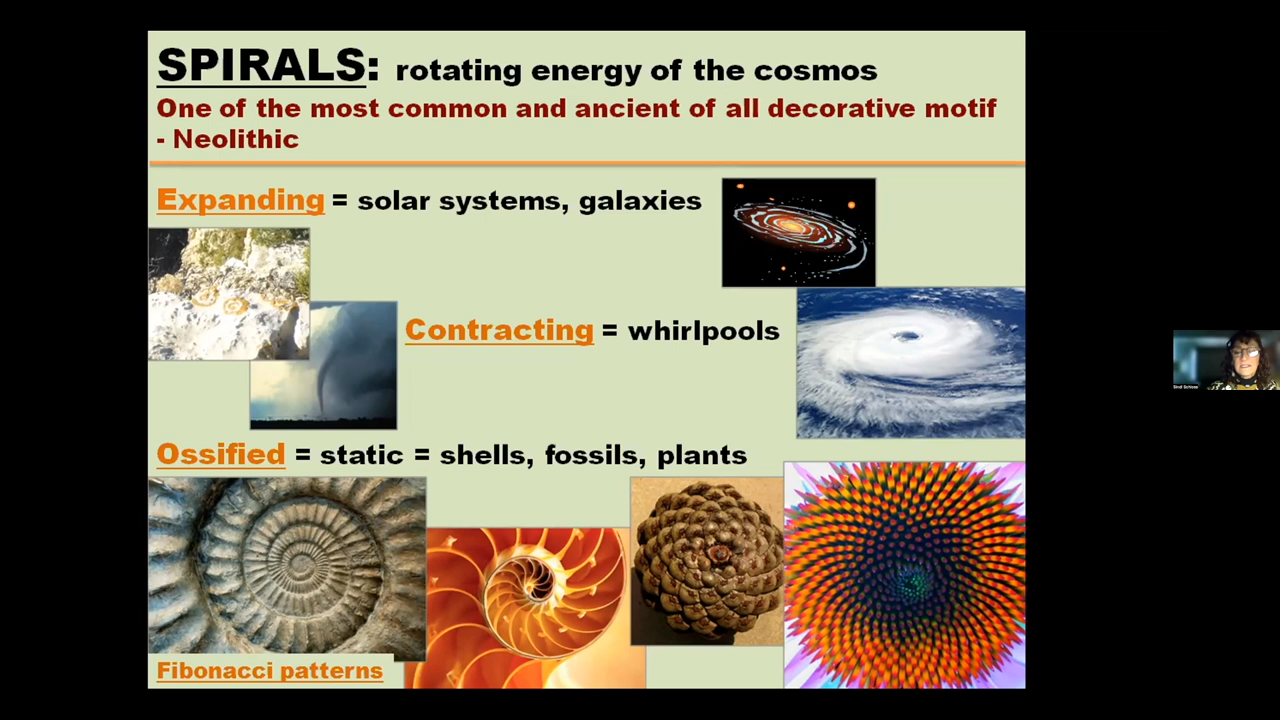 SPIRALS: rotating energy of the cosmos
One of the most common and ancient of all decorative motif
- Neolithic
Expanding = solar systems, galaxies
Contracting = whirlpools
Ossified = static = shells, fossils, plants
Fibonacci patterns